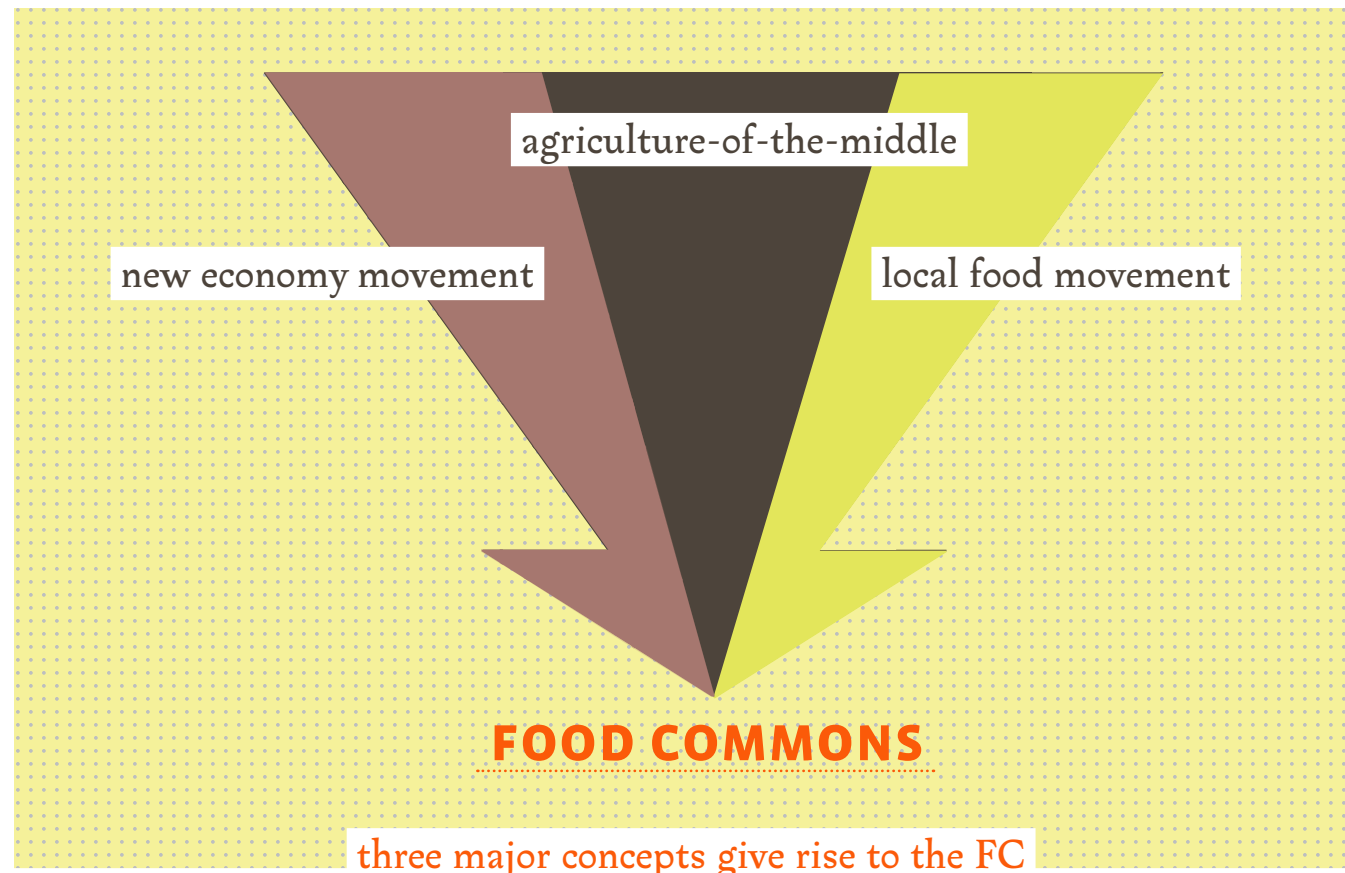 agriculture-of-the-middle
new economy movement
local food movement
FOOD COMMONS
three major concepts give rise to the FC